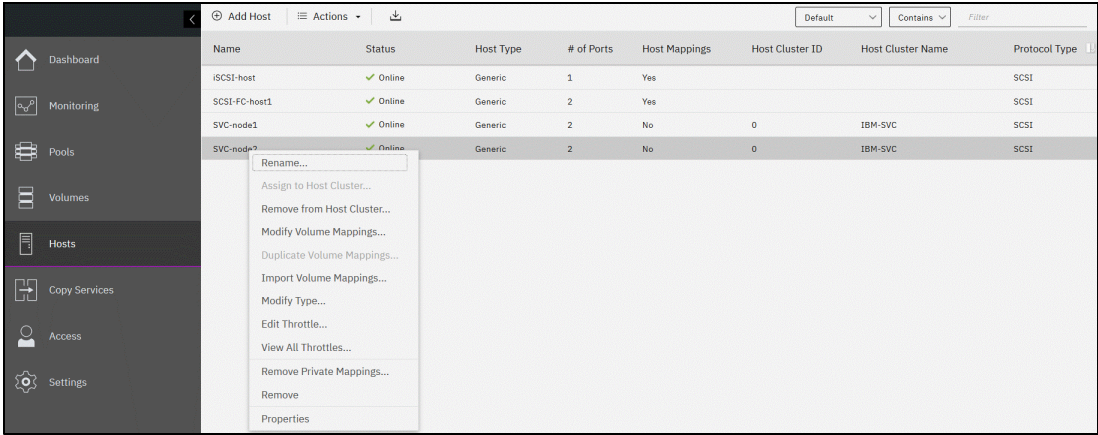 Add Host Actions Default Contains Filter
Name Status Host Type # of Ports Host Mappings Host Cluster ID Host Cluster Name Protocol Type
iSCSI-host Online Generic 1 Yes SCSI
SCSI-FC-host1 Online Generic 2 Yes SCSI
SVC-node1 Online Generic 2 No 0 IBM-SVC SCSI
SVC-node2 Online Generic 2 No 0 IBM-SVC SCSI
Dashboard
Monitoring
Pools
Volumes
Hosts
Copy Services
Access
Settings
Rename...
Assign to Host Cluster...
Remove from Host Cluster...
Modify Volume Mappings...
Duplicate Volume Mappings...
Import Volume Mappings...
Modify Type...
Edit Throttle...
View All Throttles...
Remove Private Mappings...
Remove
Properties